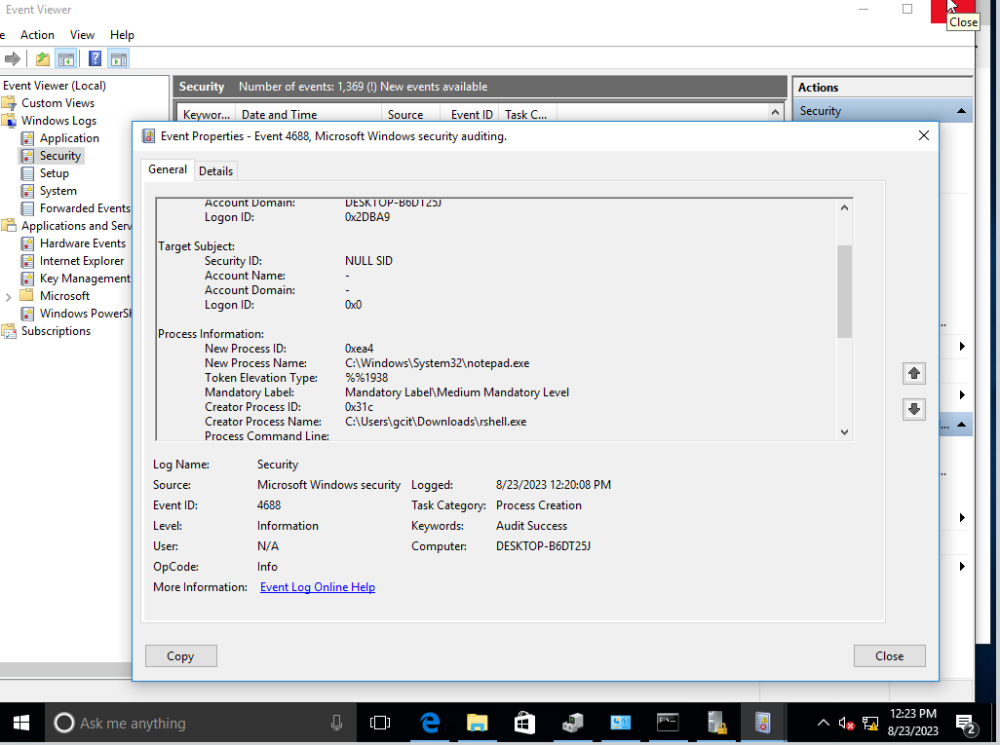 Event Viewer
Close
e Action View Help
Event Viewer (Local)
Custom Views
Windows Logs
Application
Security
Setup
System
Forwarded Events
Applications and Serv
Hardware Events
Internet Explorer
Key Management
Microsoft
Windows PowerSh
Subscriptions
Security Number of events: 1,369 (!) New events available
Keywor... Date and Time Source Event ID Task C...
Actions
Security
Event Properties - Event 4688, Microsoft Windows security auditing.
General Details
Account Domain: DESKTOP-B6DT25J
Logon ID: 0x2DBA9
Target Subject:
Security ID: NULL SID
Account Name: -
Account Domain: -
Logon ID: 0x0
Process Information:
New Process ID: 0xea4
New Process Name: C:\Windows\System32\notepad.exe
Token Elevation Type: %%1938
Mandatory Label: Mandatory Label\Medium Mandatory Level
Creator Process ID: 0x31c
Creator Process Name: C:\Users\gcit\Downloads\rshell.exe
Process Command Line:
Log Name: Security
Source: Microsoft Windows security Logged: 8/23/2023 12:20:08 PM
Event ID: 4688 Task Category: Process Creation
Level: Information Keywords: Audit Success
User: N/A Computer: DESKTOP-B6DT25J
OpCode: Info
More Information: Event Log Online Help
Copy Close
...
...
...
Ask me anything
12:23 PM
8/23/2023
2